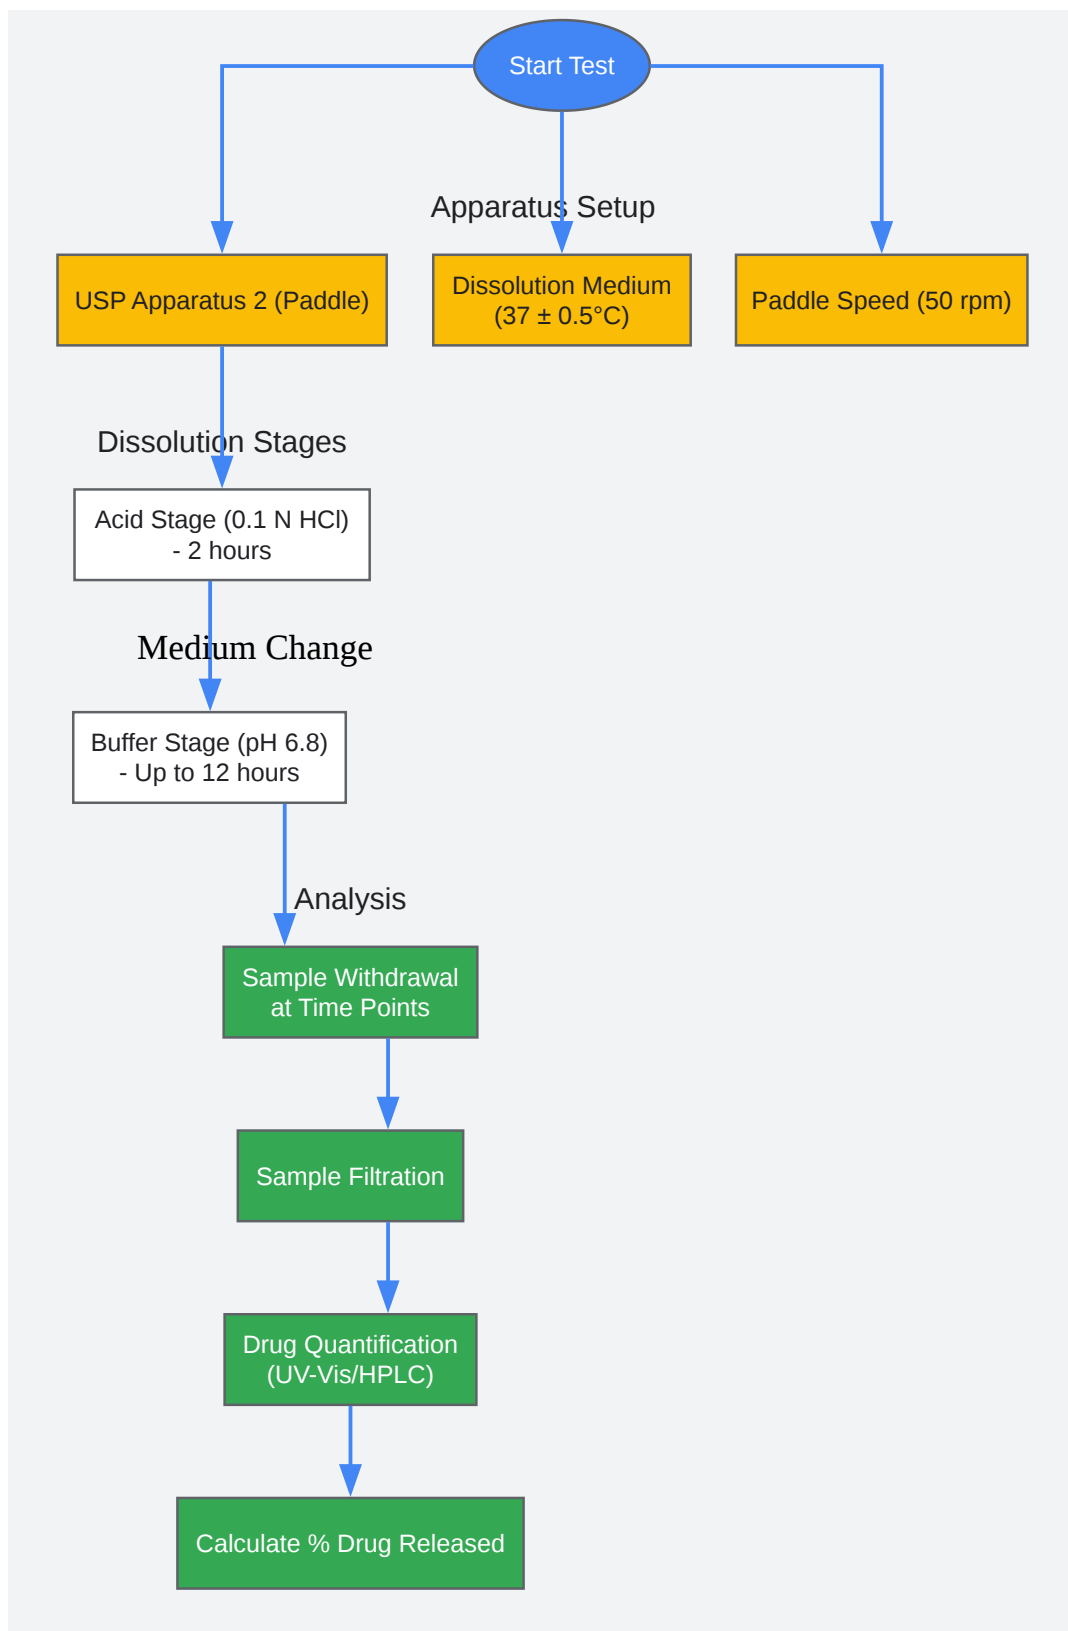 Start Test
Apparatus Setup
USP Apparatus 2 (Paddle)
Dissolution Medium
(37 ± 0.5°C)
Paddle Speed (50 rpm)
Dissolution Stages
Acid Stage (0.1 N HCl)
- 2 hours
Medium Change
Buffer Stage (pH 6.8)
- Up to 12 hours
Analysis
Sample Withdrawal
at Time Points
Sample Filtration
Drug Quantification
(UV-Vis/HPLC)
Calculate % Drug Released